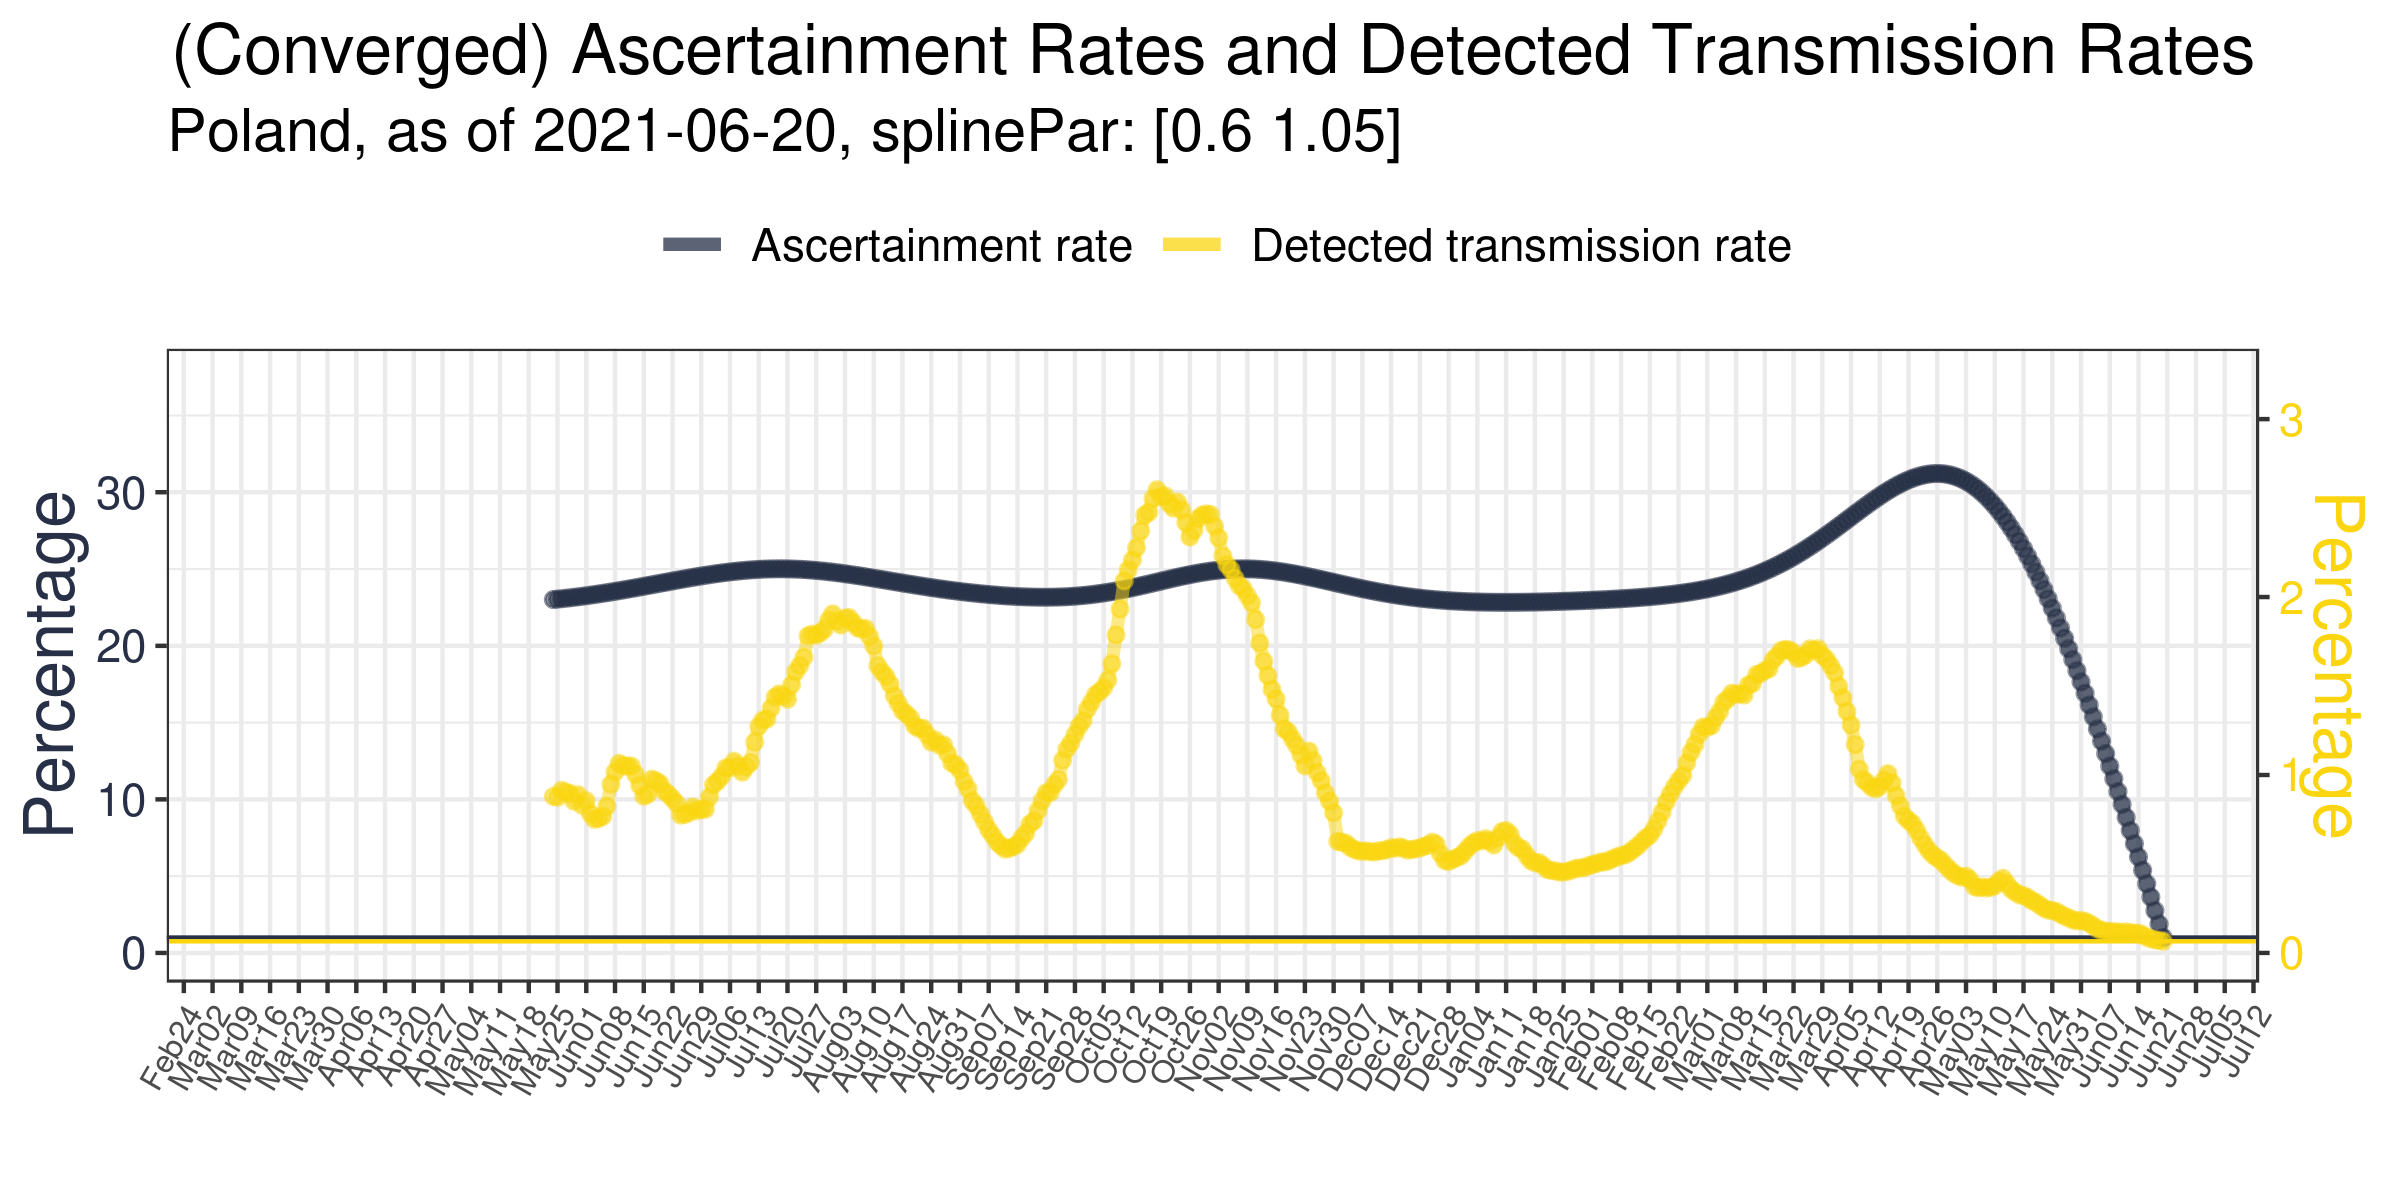 (Converged) Ascertainment Rates and Detected Transmission Rates
Poland, as of 2021-06-20, splinePar: [0.6 1.05]
Ascertainment rate
Detected transmission rate
Percentage
30
20
10
0
3
2
1
0
Percentage
Feb24
Mar02
Mar09
Mar16
Mar23
Mar30
Apr06
Apr13
Apr20
Apr27
May04
May11
May18
May25
Jun01
Jun08
Jun15
Jun22
Jun29
Jul06
Jul13
Jul20
Jul27
Aug03
Aug10
Aug17
Aug24
Aug31
Sep07
Sep14
Sep21
Sep28
Oct05
Oct12
Oct19
Oct26
Nov02
Nov09
Nov16
Nov23
Nov30
Dec07
Dec14
Dec21
Dec28
Dec04
Jan11
Jan18
Jan25
Feb01
Feb08
Feb15
Feb22
Mar01
Mar08
Mar15
Mar22
Mar29
Apr05
Apr12
Apr19
Apr26
May03
May10
May17
May24
May31
May07
Jun14
Jun21
Jun28
Jul05
Jul12